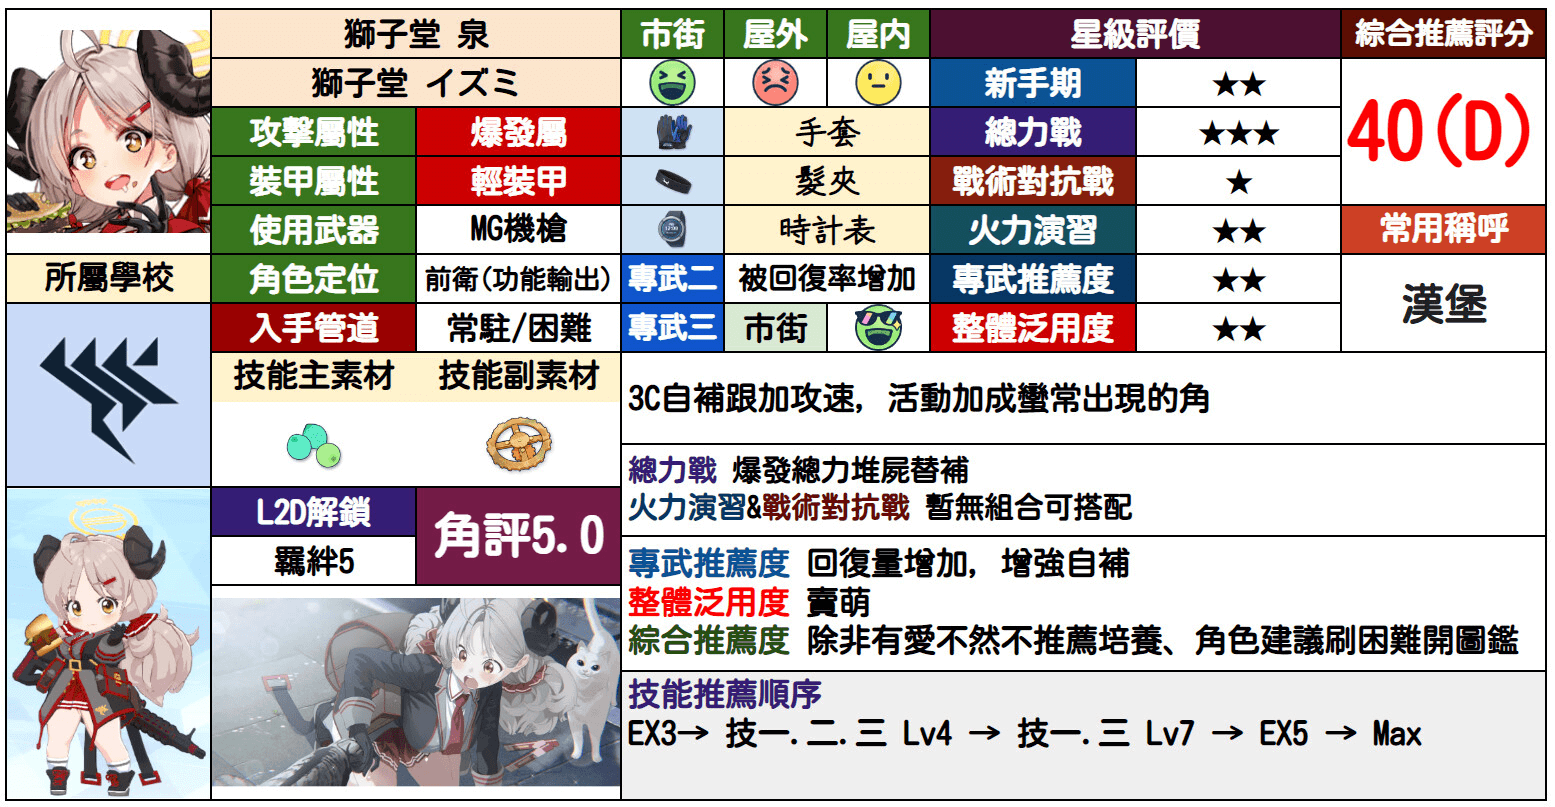 獅子堂 泉
市街
屋外
屋内
星級評價
綜合推薦評分
獅子堂 イズミ
新手期
★★
40(D)
攻擊屬性
爆發屬
手套
總力戰
★★★
裝甲屬性
輕裝甲
髮夾
戰術對抗戰
★
使用武器
MG機槍
時計表
火力演習
★★
常用稱呼
所屬學校
角色定位
前衛(功能輸出)
專武二
被回復率增加
專武推薦度
★★
漢堡
入手管道
常駐/困難
專武三
市街
整體泛用度
★★
技能主素材
技能副素材
3C自補跟加攻速, 活動加成蠻常出現的角
總力戰 爆發總力堆屍替補
火力演習&戰術對抗戰 暫無組合可搭配
L2D解鎖
角評5.0
羈絆5
專武推薦度 回復量增加, 增強自補
整體泛用度 賣萌
綜合推薦度 除非有愛不然不推薦培養、角色建議刷困難開圖鑑
技能推薦順序
EX3→ 技一.二.三 Lv4 → 技一.三 Lv7 → EX5 → Max